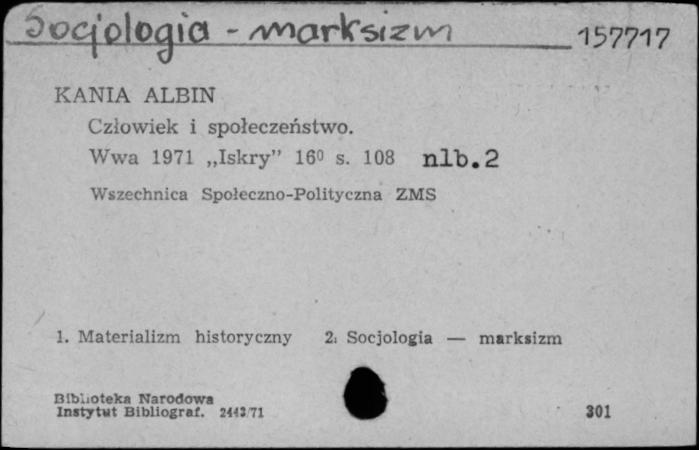 Socjologia - marksizm 157717
KANIA ALBIN
Człowiek i społeczeństwo.
Wwa 1971 „Iskry” 16⁰ s. 108 nlb.2
Wszechnica Społeczno-Polityczna ZMS
1. Materializm historyczny 2. Socjologia — marksizm
Biblioteka Narodowa
Instytut Bibliograf. 2443/71 301